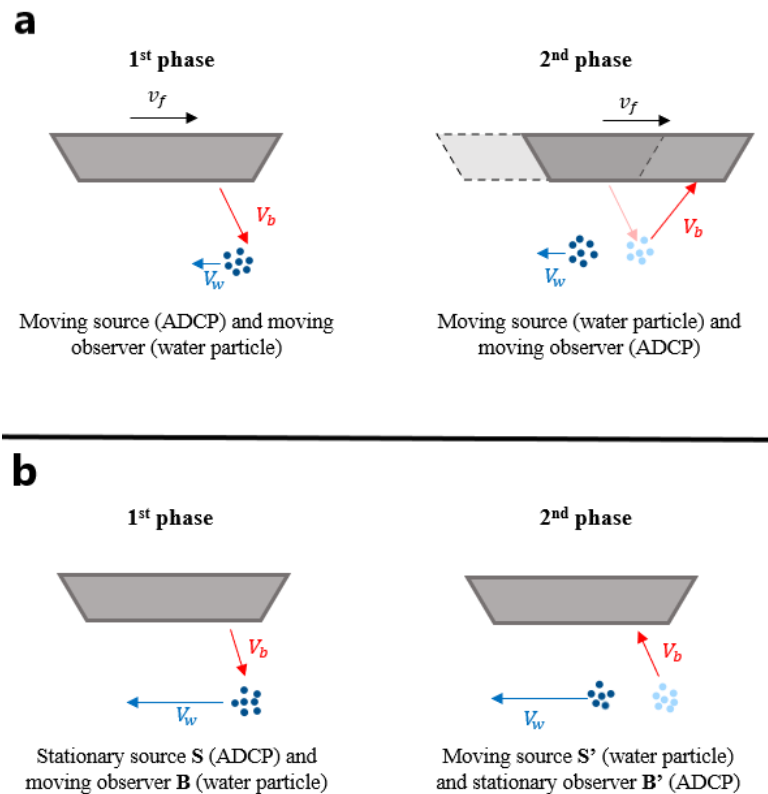 a
1st phase
2nd phase
v_f
v_f
V_b
V_b
V_w
V_w
Moving source (ADCP) and moving
observer (water particle)
Moving source (water particle) and
moving observer (ADCP)
b
1st phase
2nd phase
V_b
V_b
V_w
V_w
Stationary source S (ADCP) and
moving observer B (water particle)
Moving source S’ (water particle)
and stationary observer B’ (ADCP)